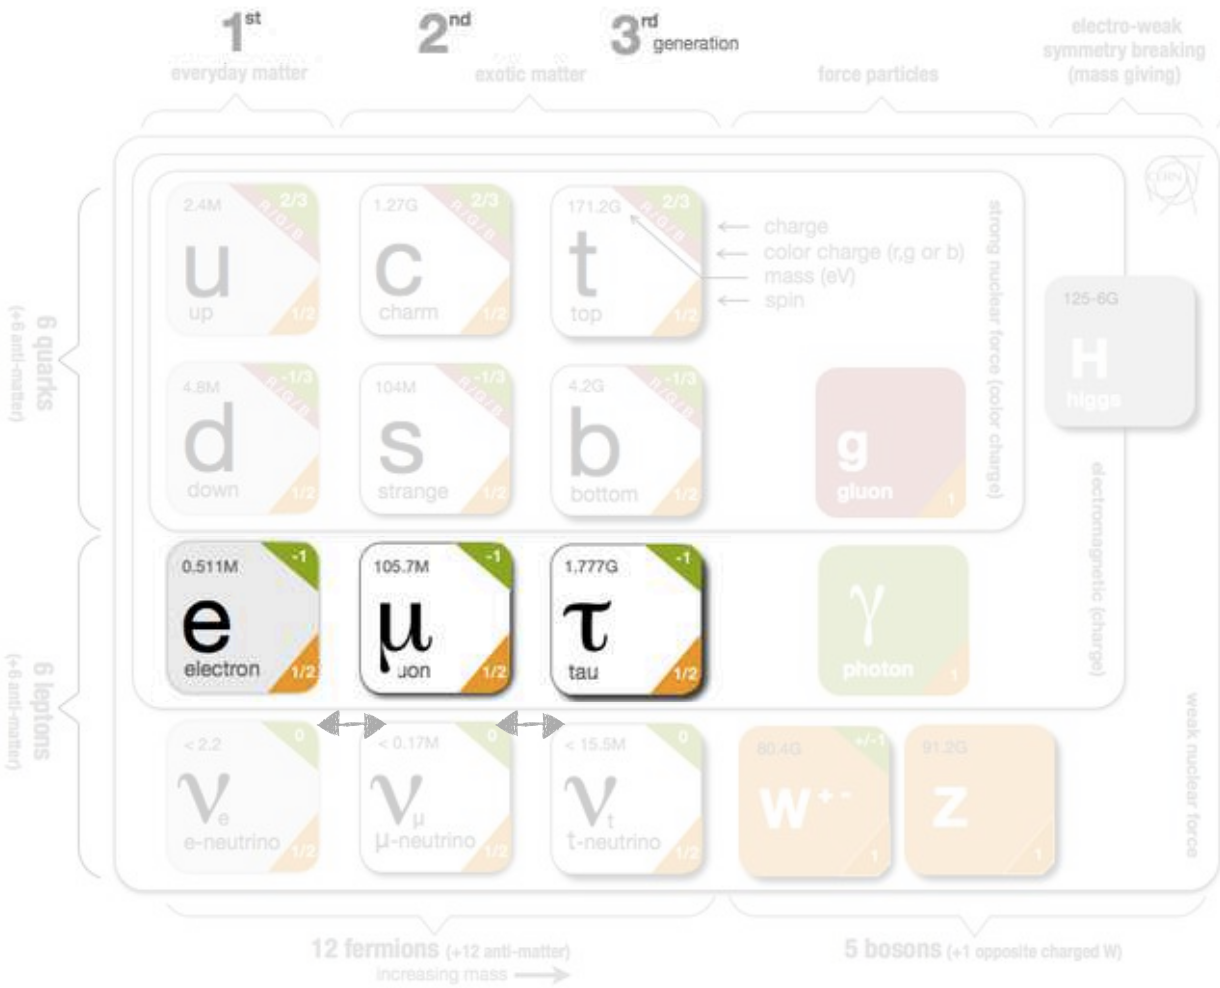 1st
2nd
3rd generation
everyday matter
exotic matter
force particles
electro-weak
symmetry breaking
(mass giving)
CERN
6 quarks
(+6 anti-matter)
2.4M
2/3
R/G/B
u
up
1/2
1.27G
2/3
R/G/B
c
charm
1/2
171.2G
2/3
R/G/B
t
top
1/2
charge
color charge (r,g or b)
mass (eV)
spin
strong nuclear force (color charge)
125-6G
H
higgs
4.8M
-1/3
R/G/B
d
down
1/2
104M
-1/3
R/G/B
s
strange
1/2
4.2G
-1/3
R/G/B
b
bottom
1/2
g
gluon
1
electromagnetic (charge)
6 leptons
(+6 anti-matter)
0.511M
-1
e
electron
1/2
105.7M
-1
μ
uon
1/2
1.777G
-1
τ
tau
1/2
γ
photon
1
weak nuclear force
< 2.2
0
νe
e-neutrino
1/2
< 0.17M
0
νμ
μ-neutrino
1/2
< 15.5M
0
νt
t-neutrino
1/2
80.4G
+/-1
W+-
1
91.2G
Z
1
12 fermions (+12 anti-matter)
increasing mass
5 bosons (+1 opposite charged W)